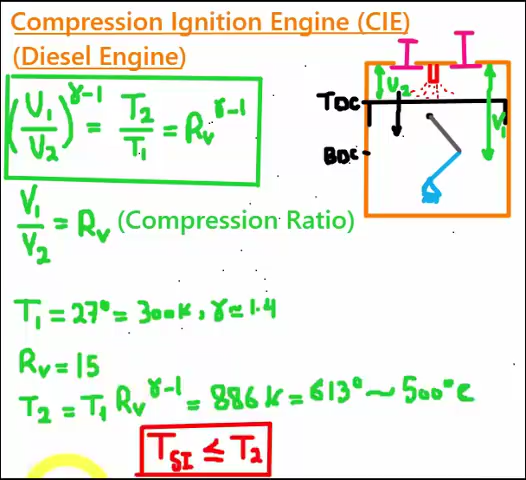 Compression Ignition Engine (CIE)
(Diesel Engine)
(V₁/V₂)^γ-1 = T₂/T₁ = Rᵥ^γ-1
V₁/V₂ = Rᵥ (Compression Ratio)
T₁ = 27° = 300K, γ ≃ 1.4
Rᵥ = 15
T₂ = T₁ Rᵥ^γ-1 = 886 K = 613° ~ 500°C
T_SI ≤ T₂
V₂
TDC
V₁
BDC